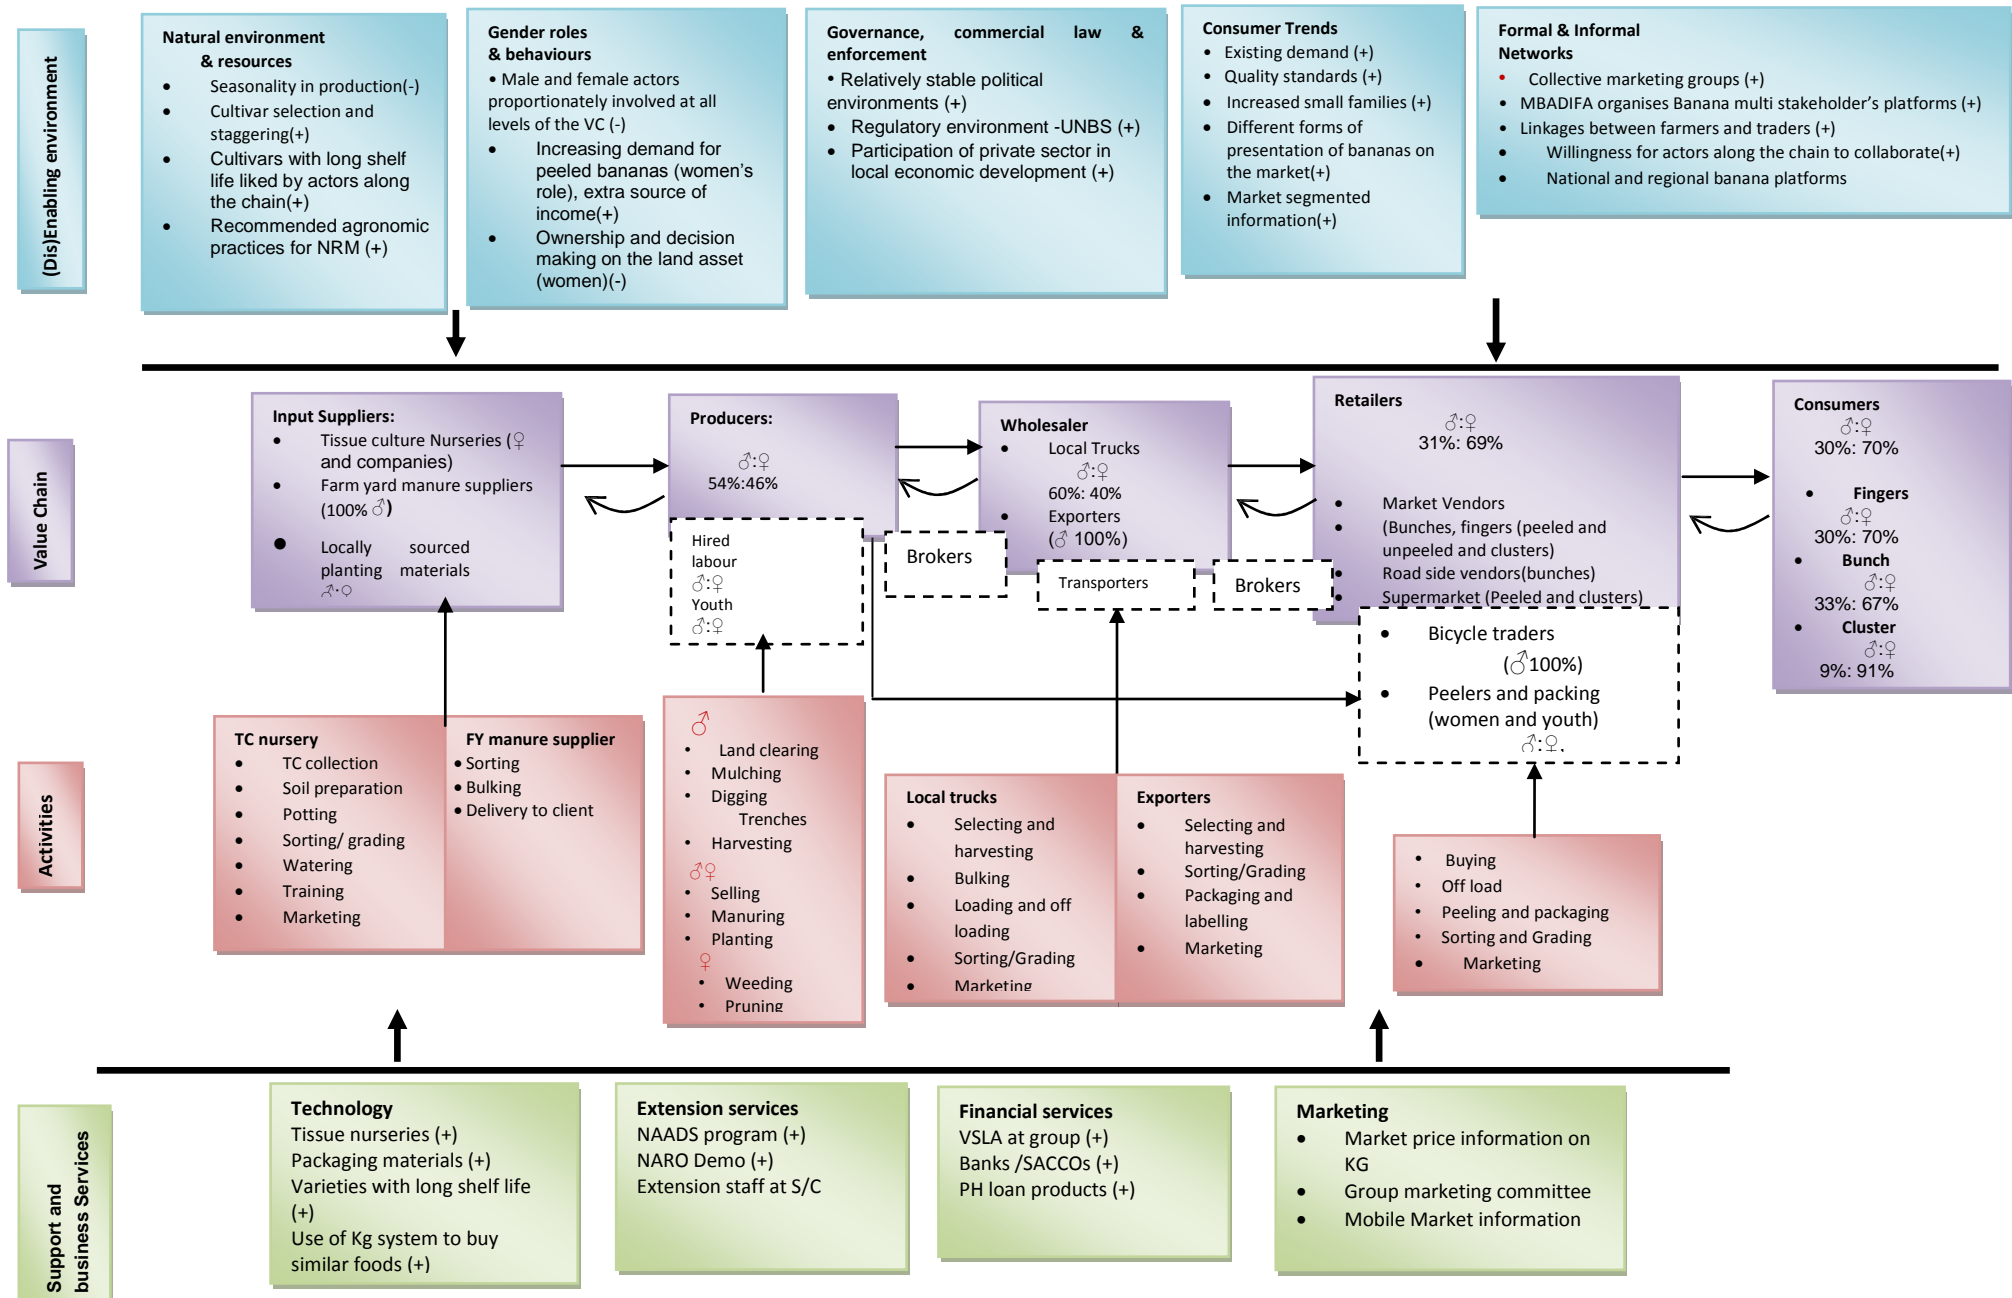 (Dis)Enabling environment
Natural environment
& resources
• Seasonality in production(-)
• Cultivar selection and
staggering(+)
• Cultivars with long shelf
life liked by actors along
the chain(+)
• Recommended agronomic
practices for NRM (+)
Gender roles
& behaviours
• Male and female actors
proportionately involved at all
levels of the VC (-)
• Increasing demand for
peeled bananas (women's
role), extra source of
income(+)
• Ownership and decision
making on the land asset
(women)(-)
Governance, commercial law &
enforcement
• Relatively stable political
environments (+)
• Regulatory environment -UNBS (+)
• Participation of private sector in
local economic development (+)
Consumer Trends
• Existing demand (+)
• Quality standards (+)
• Increased small families (+)
• Different forms of
presentation of bananas on
the market(+)
• Market segmented
information(+)
Formal & Informal
Networks
• Collective marketing groups (+)
• MBADIFA organises Banana multi stakeholder's platforms (+)
• Linkages between farmers and traders (+)
• Willingness for actors along the chain to collaborate(+)
• National and regional banana platforms
Value Chain
Input Suppliers:
• Tissue culture Nurseries (♀
and companies)
• Farm yard manure suppliers
(100% ♂)
• Locally sourced
planting materials
♂:♀
Producers:
♂:♀
54%:46%
Hired
labour
♂:♀
Youth
♂:♀
Brokers
Wholesaler
• Local Trucks
♂:♀
60%: 40%
• Exporters
(♂ 100%)
Transporters
Brokers
Retailers
♂:♀
31%: 69%
• Market Vendors
• (Bunches, fingers (peeled and
unpeeled and clusters)
• Road side vendors(bunches)
• Supermarket (Peeled and clusters)
• Bicycle traders
(♂100%)
• Peelers and packing
(women and youth)
♂:♀.
Consumers
♂:♀
30%: 70%
• Fingers
♂:♀
30%: 70%
• Bunch
♂:♀
33%: 67%
• Cluster
♂:♀
9%: 91%
Activities
TC nursery
• TC collection
• Soil preparation
• Potting
• Sorting/ grading
• Watering
• Training
• Marketing
FY manure supplier
• Sorting
• Bulking
• Delivery to client
♂
• Land clearing
• Mulching
• Digging
Trenches
• Harvesting
♂♀
• Selling
• Manuring
• Planting
♀
• Weeding
• Pruning
Local trucks
• Selecting and
harvesting
• Bulking
• Loading and off
loading
• Sorting/Grading
• Marketing
Exporters
• Selecting and
harvesting
• Sorting/Grading
• Packaging and
labelling
• Marketing
• Buying
• Off load
• Peeling and packaging
• Sorting and Grading
• Marketing
Support and
business Services
Technology
Tissue nurseries (+)
Packaging materials (+)
Varieties with long shelf life
(+)
Use of Kg system to buy
similar foods (+)
Extension services
NAADS program (+)
NARO Demo (+)
Extension staff at S/C
Financial services
VSLA at group (+)
Banks /SACCOs (+)
PH loan products (+)
Marketing
• Market price information on
KG
• Group marketing committee
• Mobile Market information